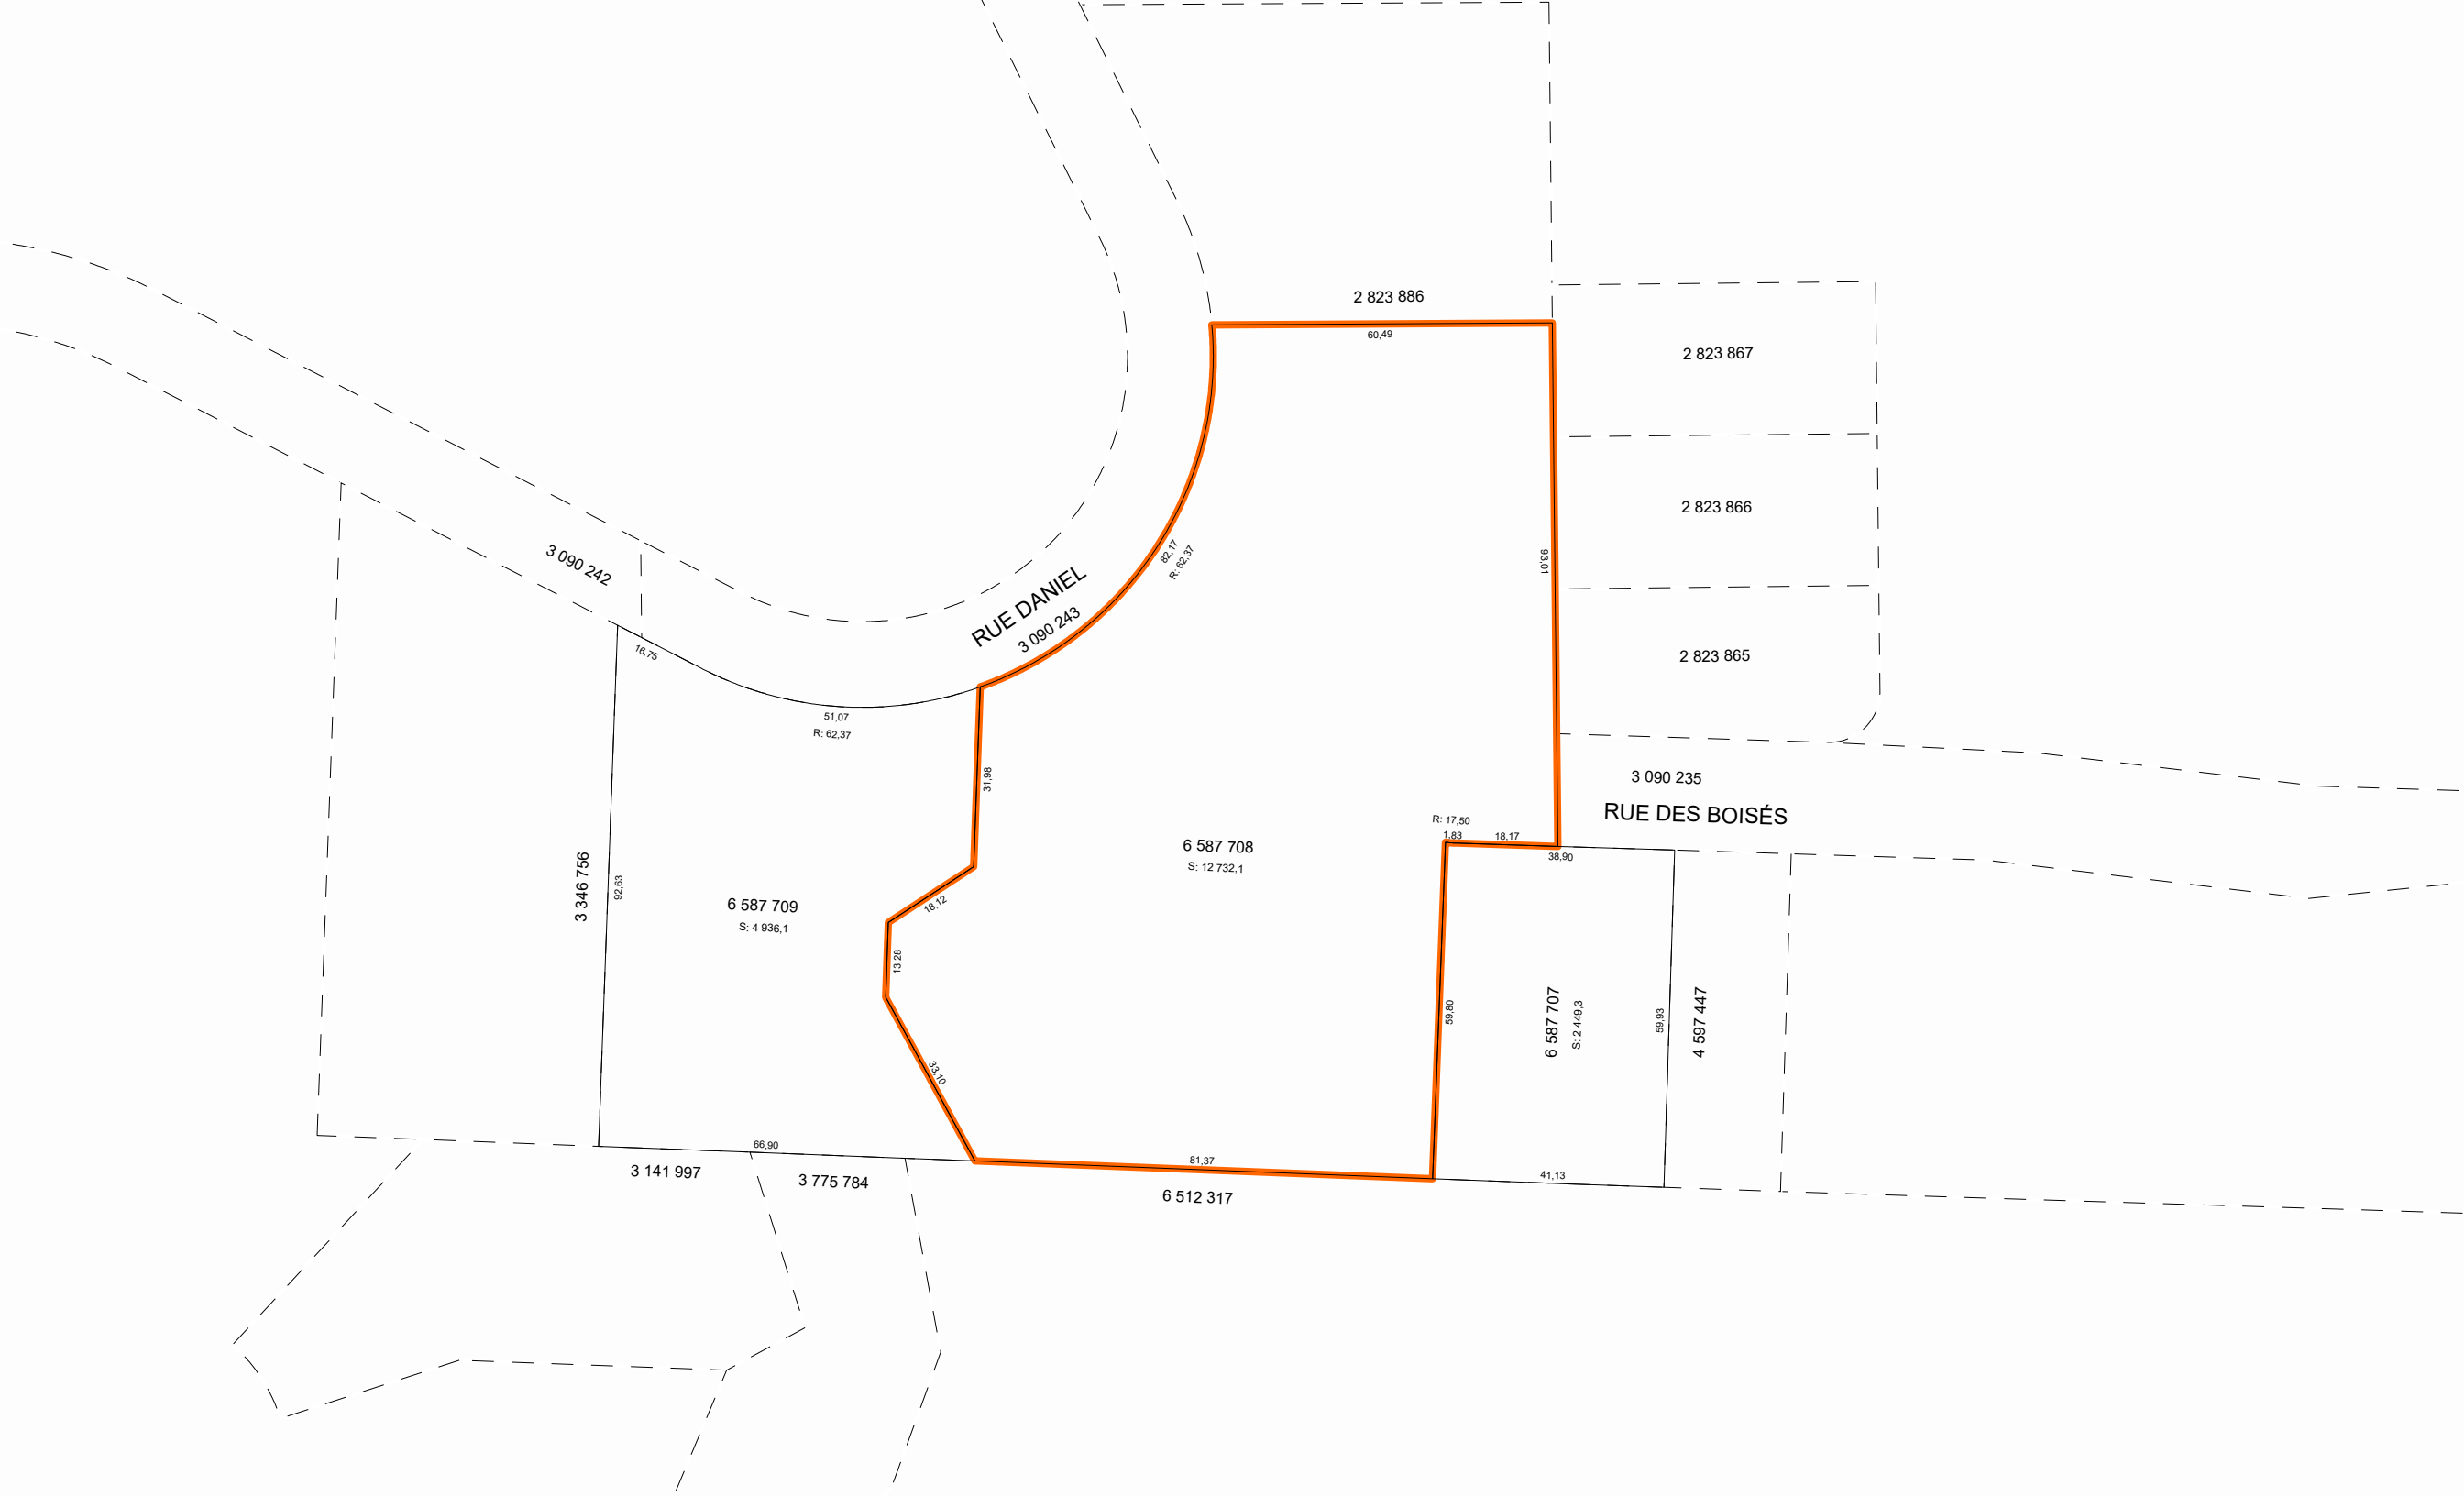 2 823 886
60,49
2 823 867
2 823 866
93,01
82,17
R: 62,37
3 090 242
RUE DANIEL
3 090 243
16,75
2 823 865
51,07
R: 62,37
31,98
3 090 235
RUE DES BOISÉS
R: 17,50
1,83
18,17
38,90
6 587 708
S: 12 732,1
3 346 756
92,63
6 587 709
S: 4 936,1
18,12
13,28
59,80
6 587 707
S: 2 449,3
59,93
4 597 447
33,10
66,90
81,37
41,13
3 141 997
3 775 784
6 512 317